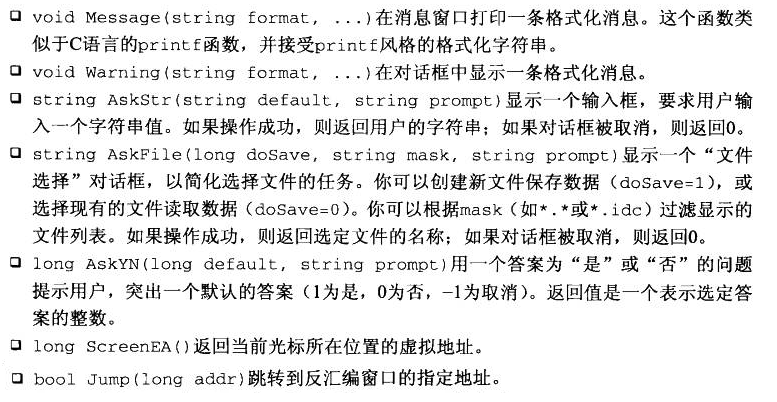 ❑ void Message(string format, ...)在消息窗口打印一条格式化消息。这个函数类
似于C语言的printf函数，并接受printf风格的格式化字符串。
❑ void Warning(string format, ...)在对话框中显示一条格式化消息。
❑ string AskStr(string default, string prompt)显示一个输入框，要求用户输
入一个字符串值。如果操作成功，则返回用户的字符串；如果对话框被取消，则返回0。
❑ string AskFile(long doSave, string mask, string prompt)显示一个“文件
选择”对话框，以简化选择文件的任务。你可以创建新文件保存数据（doSave=1），或
选择现有的文件读取数据（doSave=0）。你可以根据mask（如*.*或*.idc）过滤显示的
文件列表。如果操作成功，则返回选定文件的名称；如果对话框被取消，则返回0。
❑ long AskYN(long default, string prompt)用一个答案为“是”或“否”的问题
提示用户，突出一个默认的答案（1为是，0为否，-1为取消）。返回值是一个表示选定答
案的整数。
❑ long ScreenEA()返回当前光标所在位置的虚拟地址。
❑ bool Jump(long addr)跳转到反汇编窗口的指定地址。